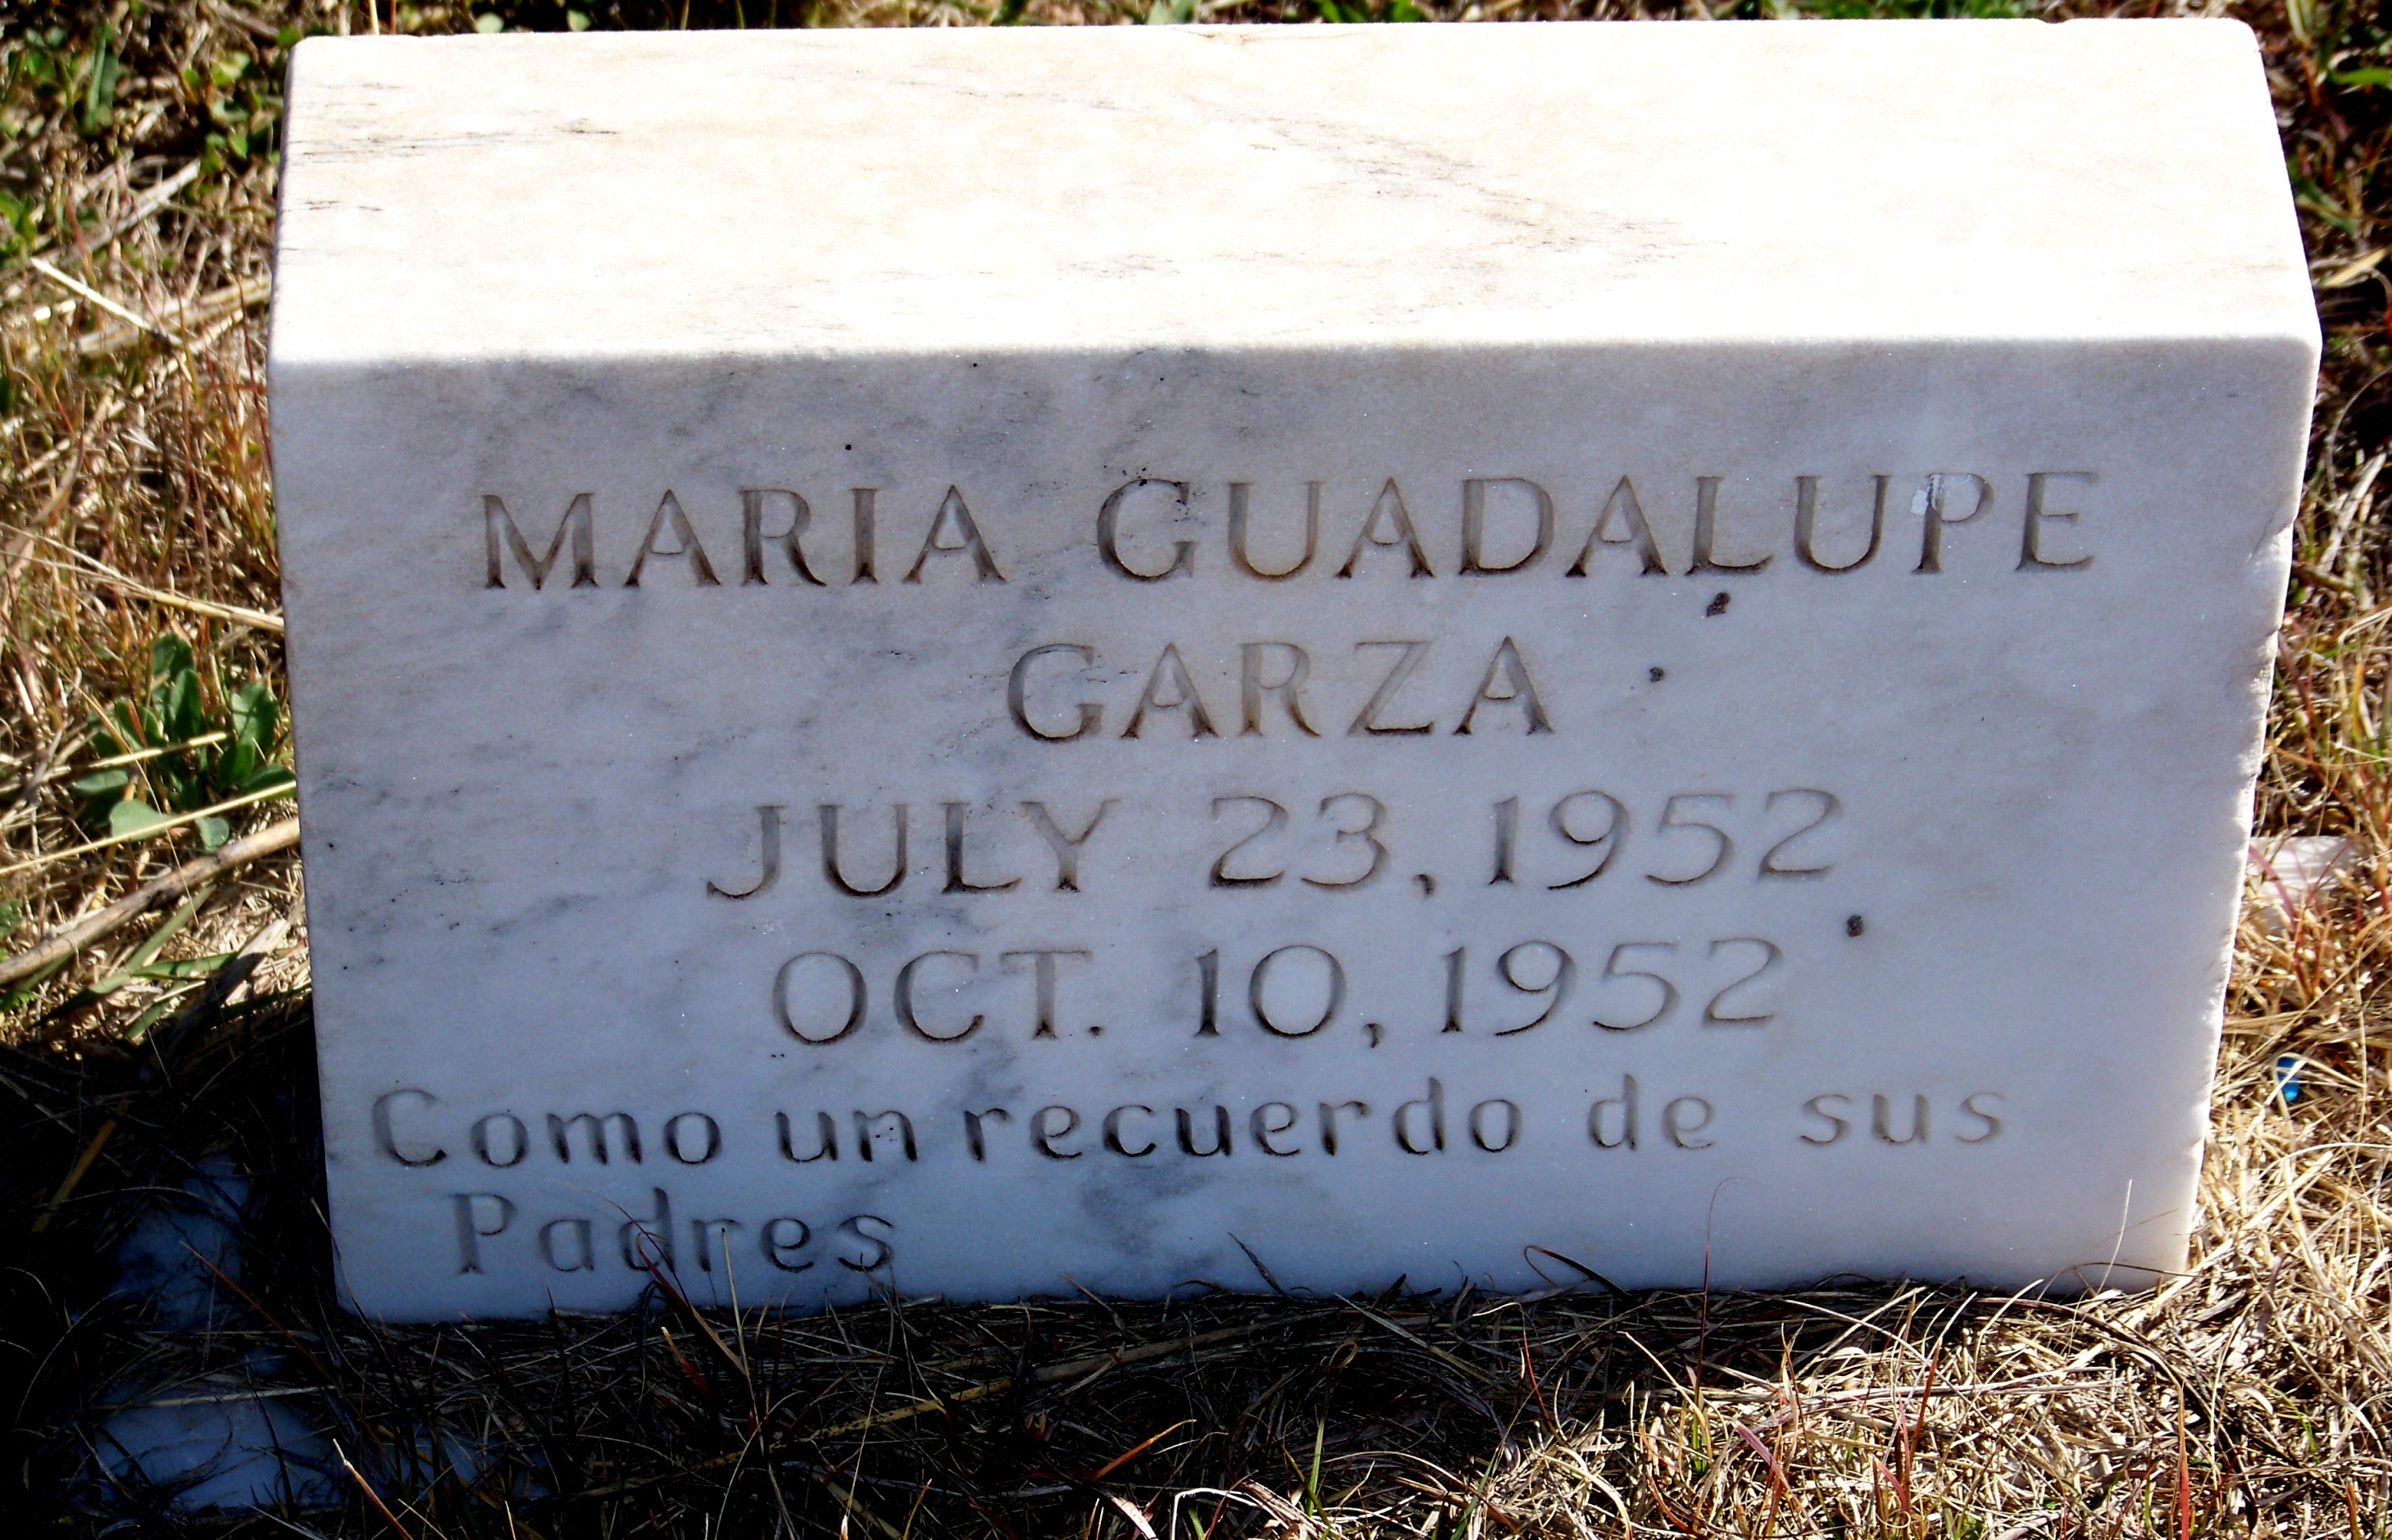 MARIA GUADALUPE
GARZA
JULY 23, 1952
OCT. 10, 1952
Como un recuerdo de sus
Padres